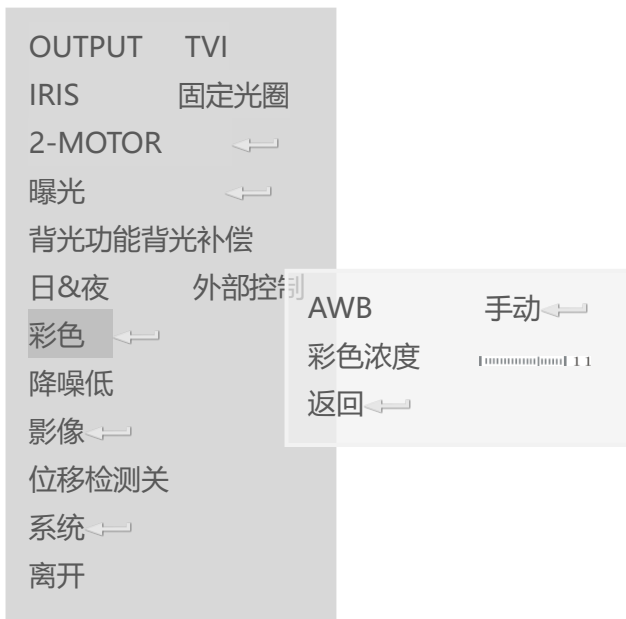 OUTPUT TVI
IRIS 固定光圈
2-MOTOR
曝光
背光功能背光补偿
日&夜 外部控制
彩色
降噪低
影像
位移检测关
系统
离开
AWB 手动
彩色浓度 11
返回